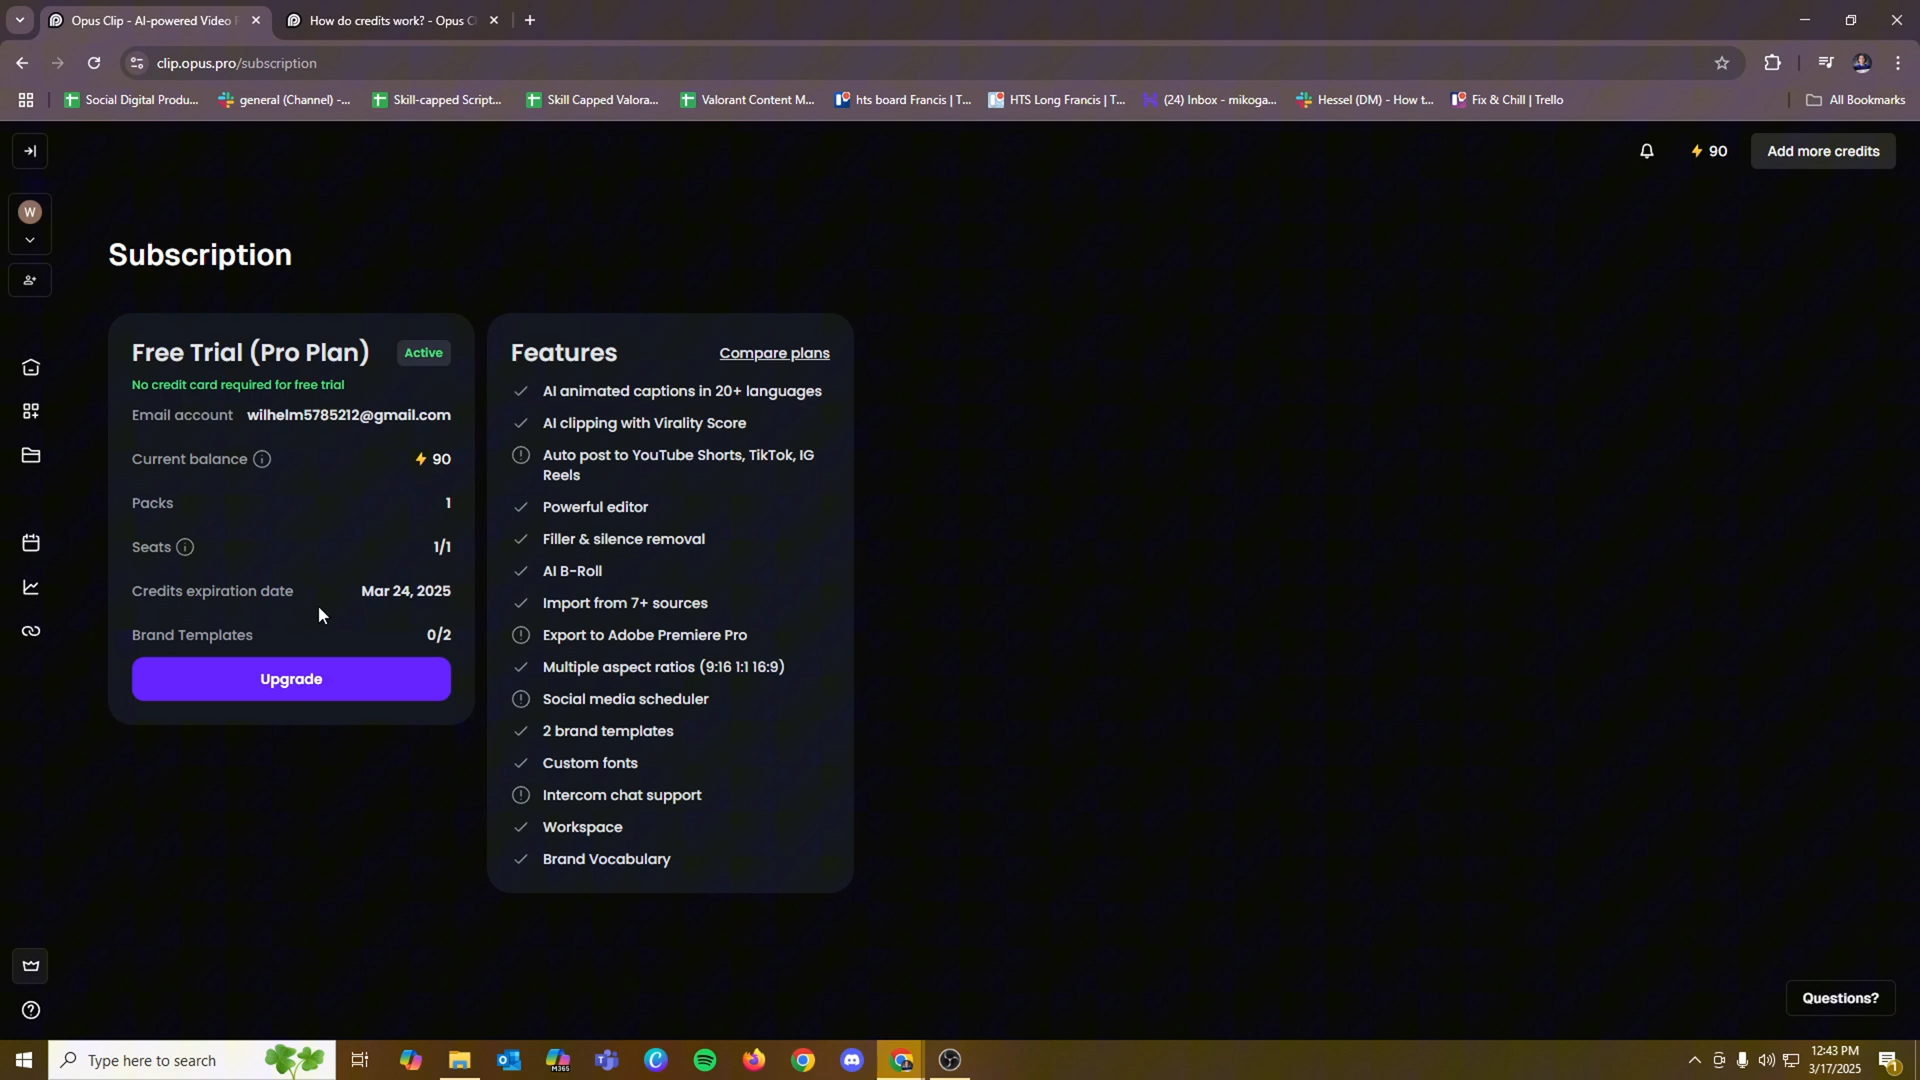 Opus Clip - AI-powered Video
How do credits work? - Opus C
clip.opus.pro/subscription
Social Digital Produ...
general (Channel) -...
Skill-capped Script...
Skill Capped Valora...
Valorant Content M...
hts board Francis | T...
HTS Long Francis | T...
(24) Inbox - mikoga...
Hessel (DM) - How t...
Fix & Chill | Trello
All Bookmarks
90
Add more credits
W
Subscription
Free Trial (Pro Plan)
Active
No credit card required for free trial
Email account wilhelm5785212@gmail.com
Current balance 90
Packs 1
Seats 1/1
Credits expiration date Mar 24, 2025
Brand Templates 0/2
Upgrade
Features
Compare plans
AI animated captions in 20+ languages
AI clipping with Virality Score
Auto post to YouTube Shorts, TikTok, IG
Reels
Powerful editor
Filler & silence removal
AI B-Roll
Import from 7+ sources
Export to Adobe Premiere Pro
Multiple aspect ratios (9:16 1:1 16:9)
Social media scheduler
2 brand templates
Custom fonts
Intercom chat support
Workspace
Brand Vocabulary
Questions?
Type here to search
M365
12:43 PM
3/17/2025
1